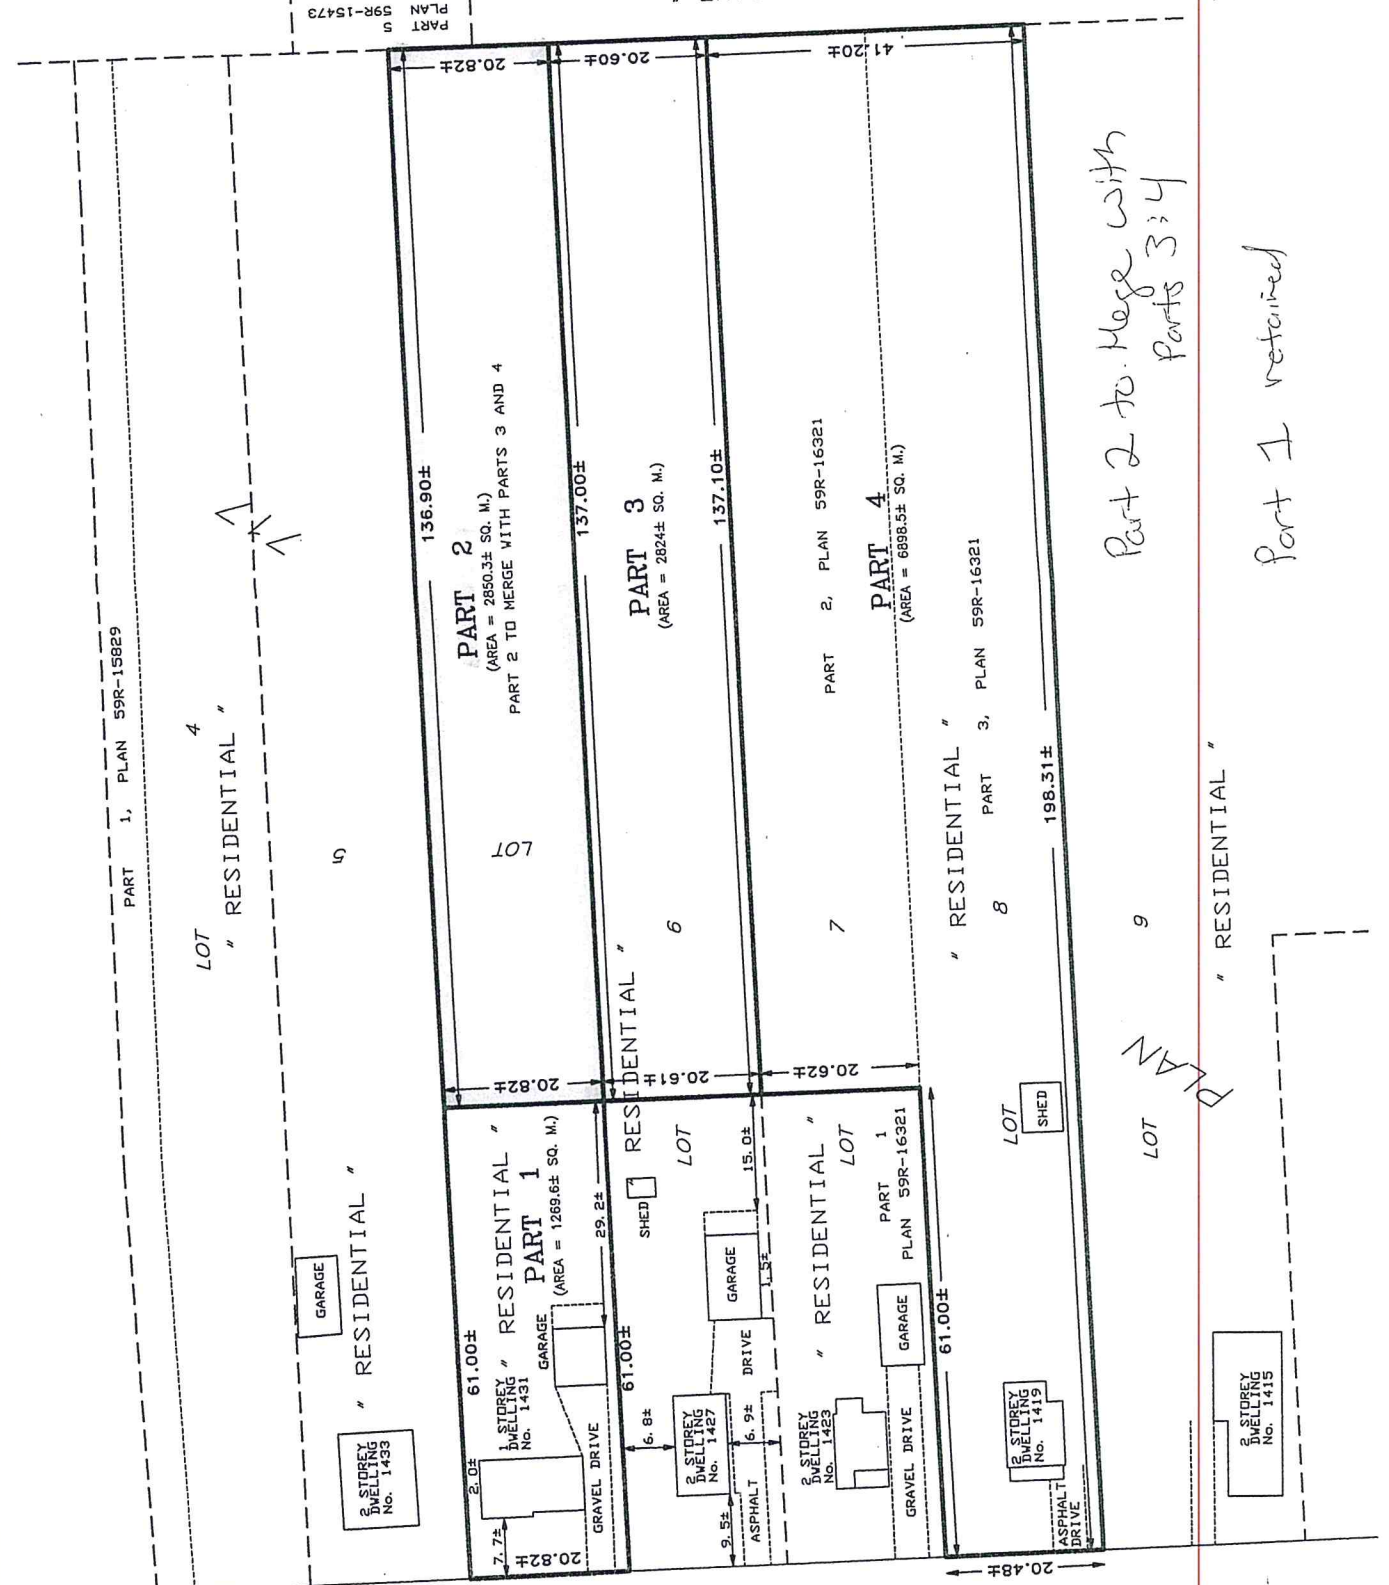 PART 5
PLAN 59R-15473
20.82±
20.60±
41.20±
PART 1, PLAN 59R-15829
LOT 4
" RESIDENTIAL "
5
136.90±
PART 2
(AREA = 2850.3± SQ. M.)
PART 2 TO MERGE WITH PARTS 3 AND 4
LOT
137.00±
PART 3
(AREA = 2824± SQ. M.)
137.10±
6
PART 2, PLAN 59R-16321
7
PART 4
(AREA = 6898.5± SQ. M.)
" RESIDENTIAL "
PART 3, PLAN 59R-16321
8
198.31±
Part 2 to Merge with
Parts 3 & 4
Part 1 retained
9
" RESIDENTIAL "
PLAN
LOT
20.82±
20.61±
20.62±
" RESIDENTIAL "
GARAGE
2 STOREY
DWELLING
No. 1433
61.00±
" RESIDENTIAL "
PART 1
(AREA = 1269.6± SQ. M.)
GARAGE
1 STOREY
DWELLING
No. 1431
2.0±
7.7±
20.82±
GRAVEL DRIVE
29.2±
61.00±
" RESIDENTIAL "
SHED
LOT
15.0±
GARAGE
1.5±
DRIVE
6.8±
2 STOREY
DWELLING
No. 1427
6.9±
9.5±
ASPHALT
" RESIDENTIAL "
LOT
PART 1
PLAN 59R-16321
GARAGE
2 STOREY
DWELLING
No. 1423
GRAVEL DRIVE
61.00±
LOT
SHED
2 STOREY
DWELLING
No. 1419
ASPHALT
DRIVE
20.48±
2 STOREY
DWELLING
No. 1415